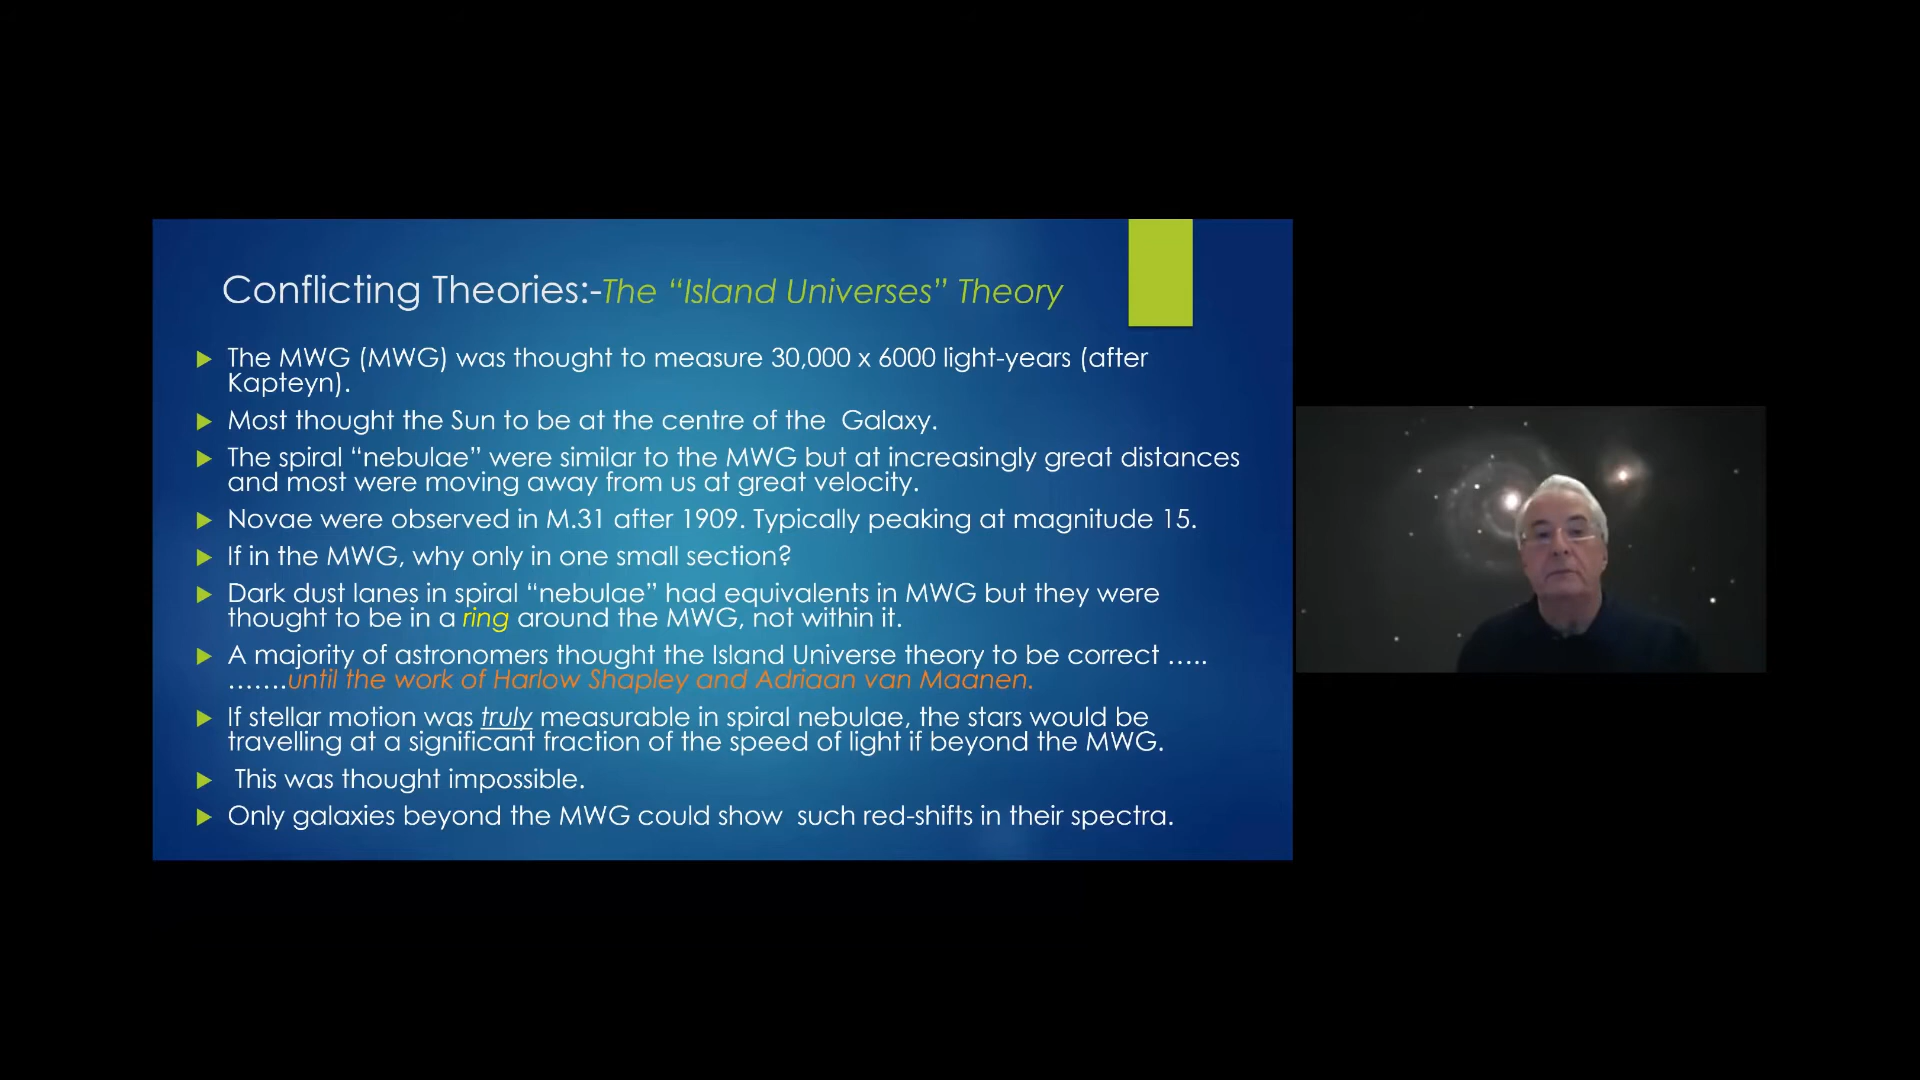 Conflicting Theories:-The “Island Universes” Theory
The MWG (MWG) was thought to measure 30,000 x 6000 light-years (after
Kapteyn).
Most thought the Sun to be at the centre of the  Galaxy.
The spiral “nebulae” were similar to the MWG but at increasingly great distances
and most were moving away from us at great velocity.
Novae were observed in M.31 after 1909. Typically peaking at magnitude 15.
If in the MWG, why only in one small section?
Dark dust lanes in spiral “nebulae” had equivalents in MWG but they were
thought to be in a ring around the MWG, not within it.
A majority of astronomers thought the Island Universe theory to be correct …..
…….until the work of Harlow Shapley and Adriaan van Maanen.
If stellar motion was truly measurable in spiral nebulae, the stars would be
travelling at a significant fraction of the speed of light if beyond the MWG.
This was thought impossible.
Only galaxies beyond the MWG could show  such red-shifts in their spectra.